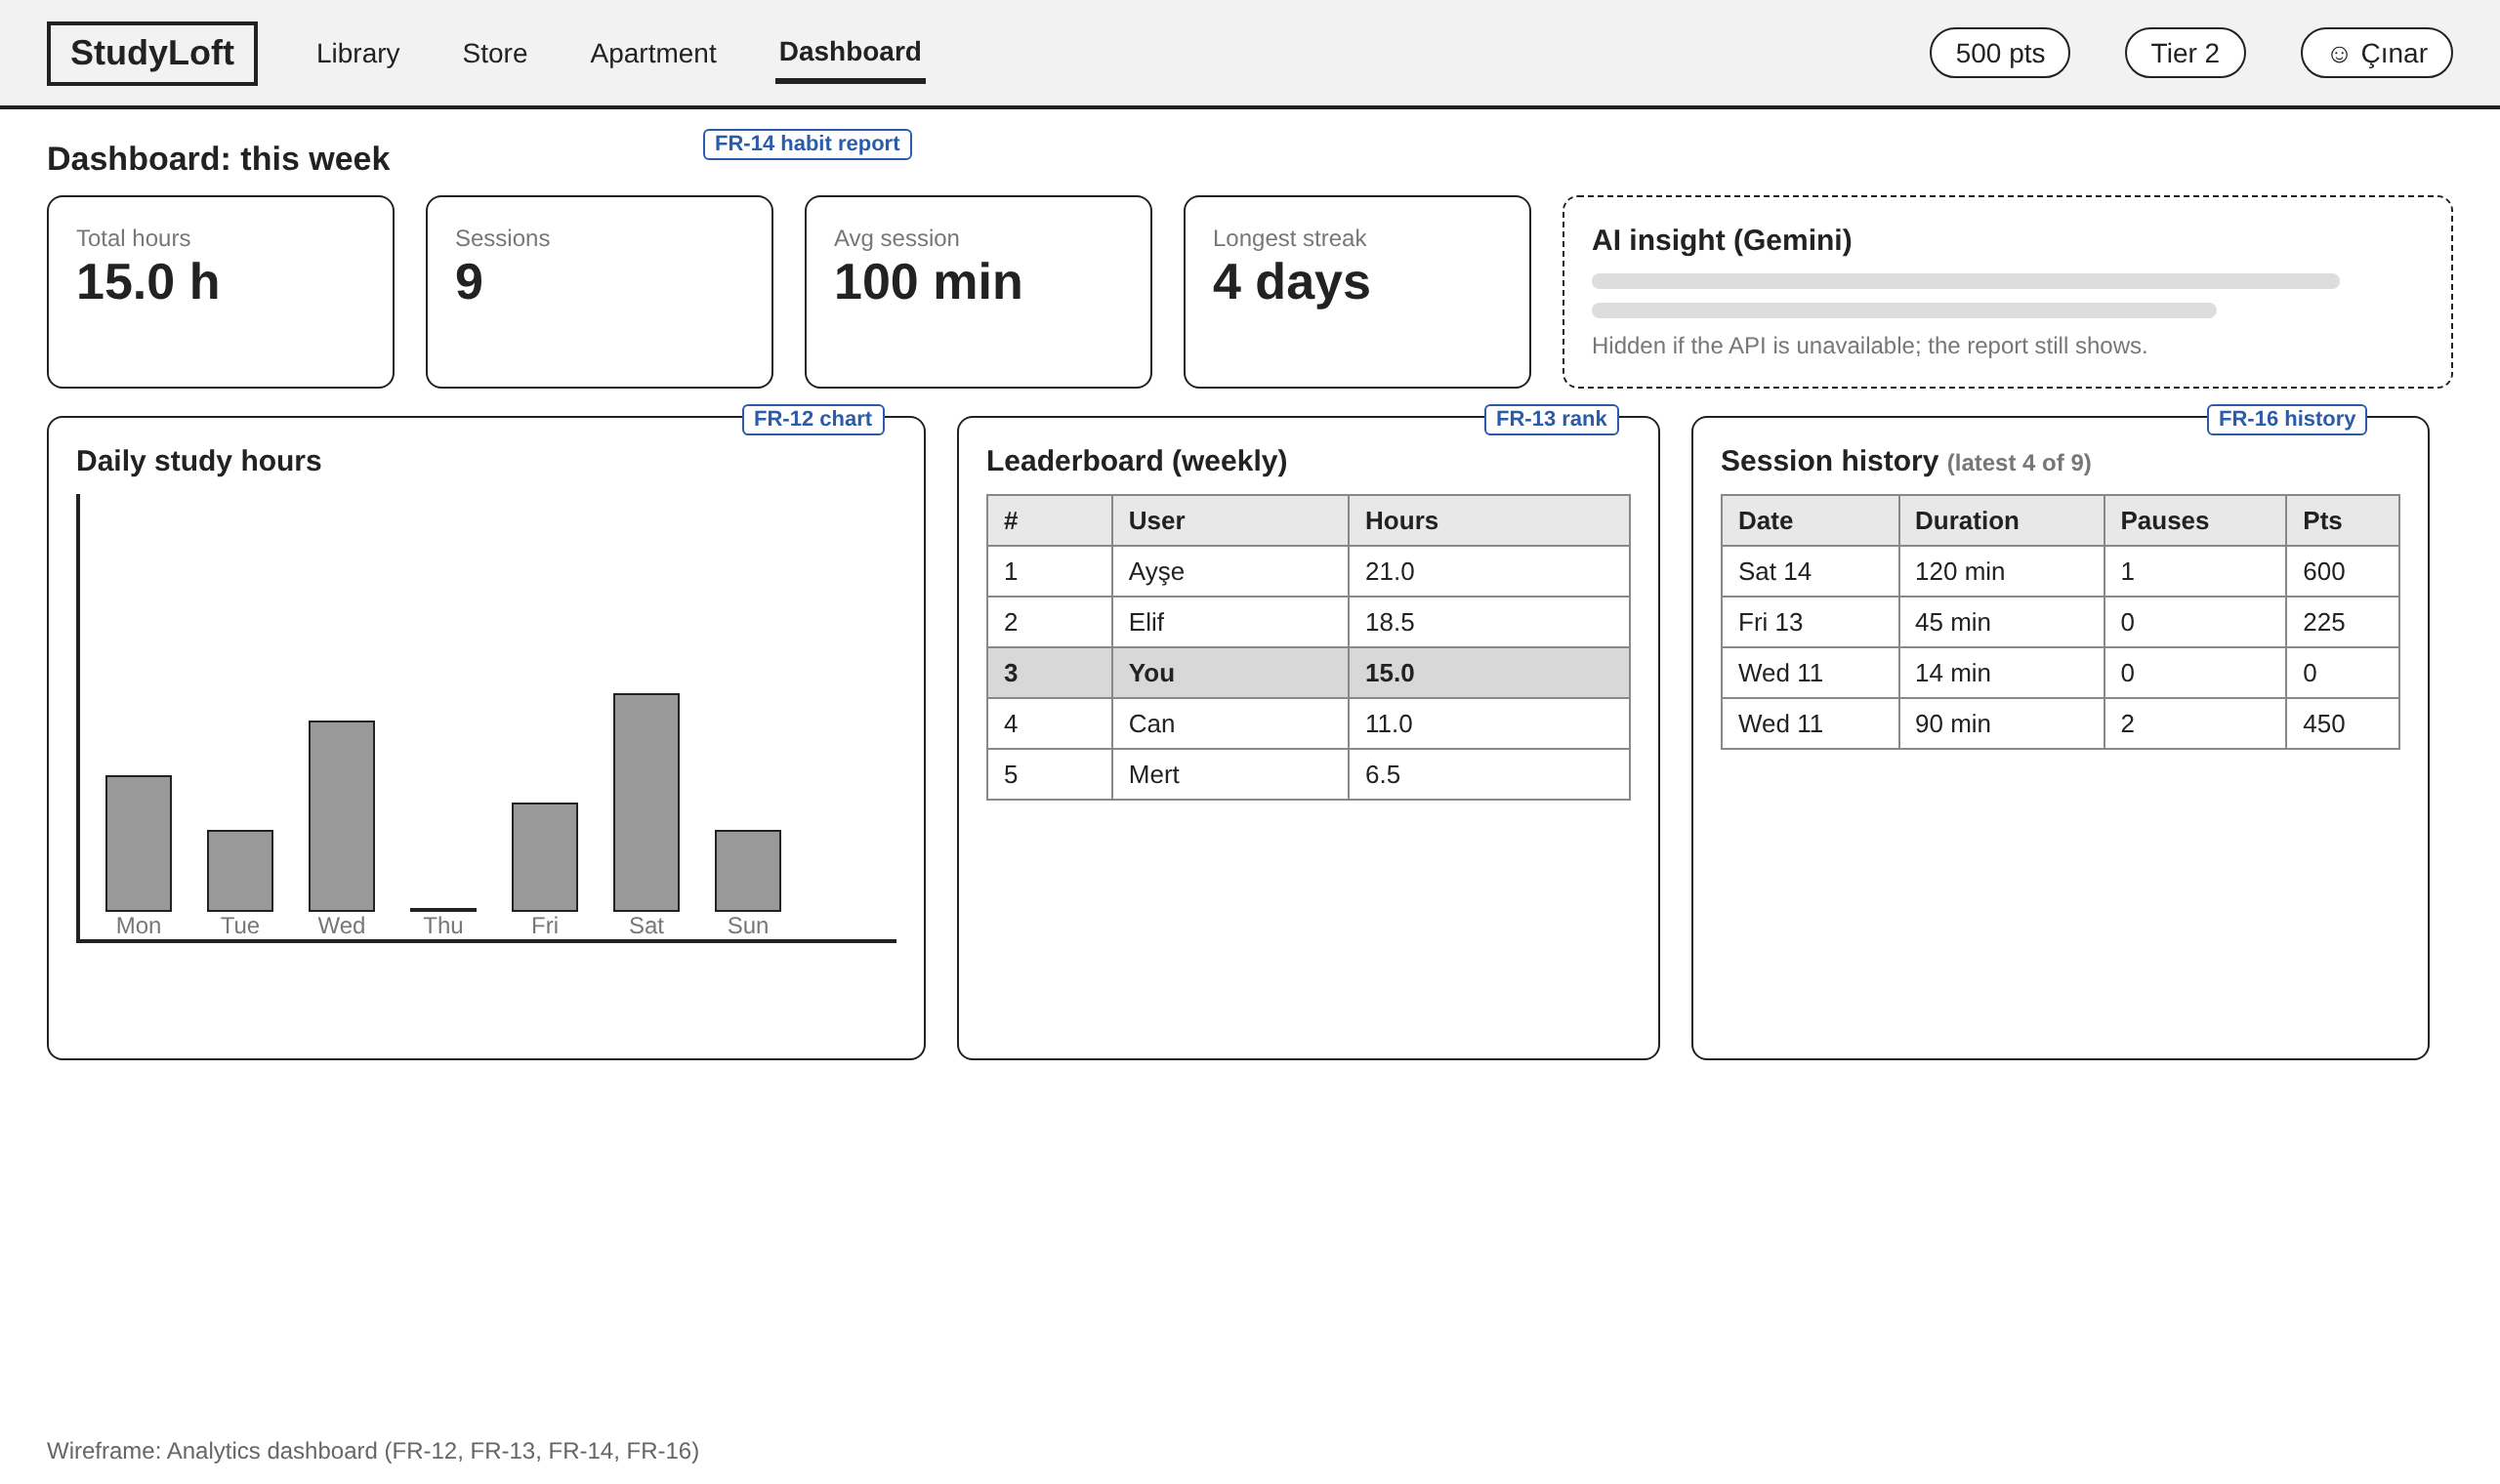 StudyLoft Library Store Apartment Dashboard 500 pts Tier 2 ☺ Çınar
FR-14 habit report
Dashboard: this week
Total hours
15.0 h
Sessions
9
Avg session
100 min
Longest streak
4 days
AI insight (Gemini)
Hidden if the API is unavailable; the report still shows.
FR-12 chart
Daily study hours
Mon Tue Wed Thu Fri Sat Sun
FR-13 rank
Leaderboard (weekly)
# User Hours
1 Ayşe 21.0
2 Elif 18.5
3 You 15.0
4 Can 11.0
5 Mert 6.5
FR-16 history
Session history (latest 4 of 9)
Date Duration Pauses Pts
Sat 14 120 min 1 600
Fri 13 45 min 0 225
Wed 11 14 min 0 0
Wed 11 90 min 2 450
Wireframe: Analytics dashboard (FR-12, FR-13, FR-14, FR-16)